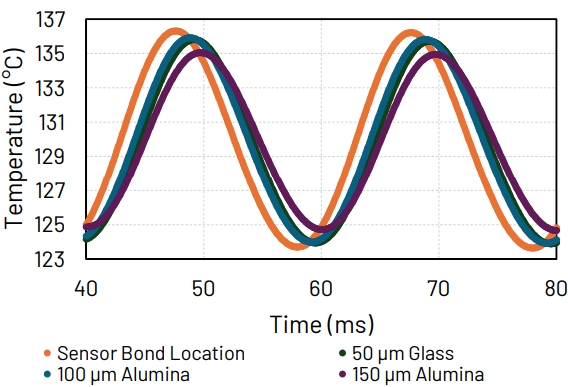 137
135
133
131
129
127
125
123
Temperature (°C)
40 50 60 70 80
Time (ms)
Sensor Bond Location 50 µm Glass
100 µm Alumina 150 µm Alumina